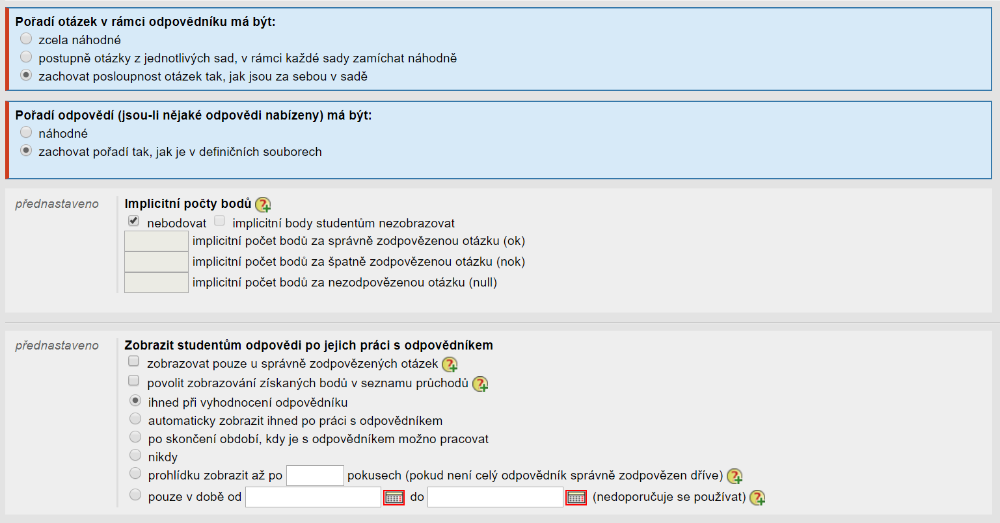 Pořadí otázek v rámci odpovědníku má být:
zcela náhodné
postupně otázky z jednotlivých sad, v rámci každé sady zamíchat náhodně
zachovat posloupnost otázek tak, jak jsou za sebou v sadě
Pořadí odpovědí (jsou-li nějaké odpovědi nabízeny) má být:
náhodné
zachovat pořadí tak, jak je v definičních souborech
přednastaveno
Implicitní počty bodů
nebodovat implicitní body studentům nezobrazovat
implicitní počet bodů za správně zodpovězenou otázku (ok)
implicitní počet bodů za špatně zodpovězenou otázku (nok)
implicitní počet bodů za nezodpovězenou otázku (null)
přednastaveno
Zobrazit studentům odpovědi po jejich práci s odpovědníkem
zobrazovat pouze u správně zodpovězených otázek
povolit zobrazování získaných bodů v seznamu průchodů
ihned při vyhodnocení odpovědníku
automaticky zobrazit ihned po práci s odpovědníkem
po skončení období, kdy je s odpovědníkem možno pracovat
nikdy
prohlídku zobrazit až po pokusech (pokud není celý odpovědník správně zodpovězen dříve)
pouze v době od do (nedoporučuje se používat)